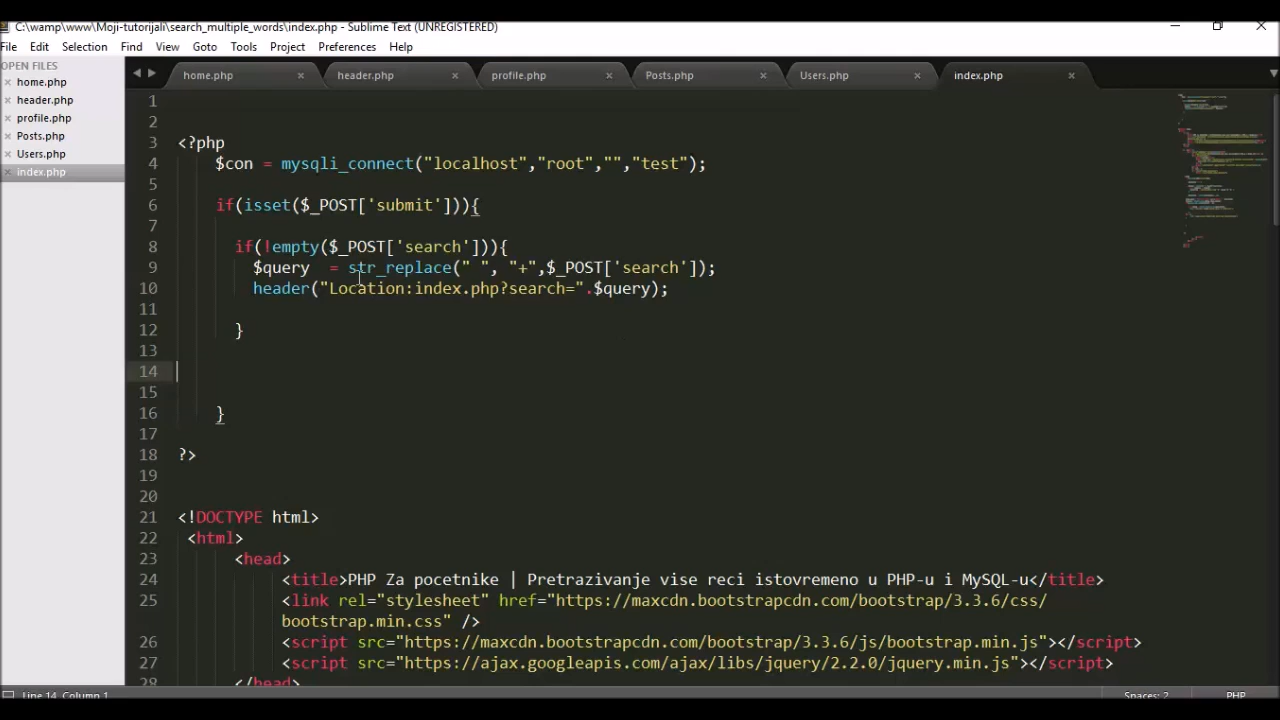 C:\wamp\www\Moji-tutorijali\search_multiple_words\index.php - Sublime Text (UNREGISTERED)
File Edit Selection Find View Goto Tools Project Preferences Help
OPEN FILES
home.php
header.php
profile.php
Posts.php
Users.php
index.php
home.php header.php profile.php Posts.php Users.php index.php
1
2
3 <?php
4 $con = mysqli_connect("localhost","root","","test");
5
6 if(isset($_POST['submit'])){
7
8 if(!empty($_POST['search'])){
9 $query  = str_replace(" ", "+",$_POST['search']);
10 header("Location:index.php?search=".$query);
11
12 }
13
14
15
16 }
17
18 ?>
19
20
21 <!DOCTYPE html>
22 <html>
23 <head>
24 <title>PHP Za pocetnike | Pretrazivanje vise reci istovremeno u PHP-u i MySQL-u</title>
25 <link rel="stylesheet" href="https://maxcdn.bootstrapcdn.com/bootstrap/3.3.6/css/
bootstrap.min.css" />
26 <script src="https://maxcdn.bootstrapcdn.com/bootstrap/3.3.6/js/bootstrap.min.js"></script>
27 <script src="https://ajax.googleapis.com/ajax/libs/jquery/2.2.0/jquery.min.js"></script>
28 </head>
Line 14, Column 1 Spaces: 2 PHP